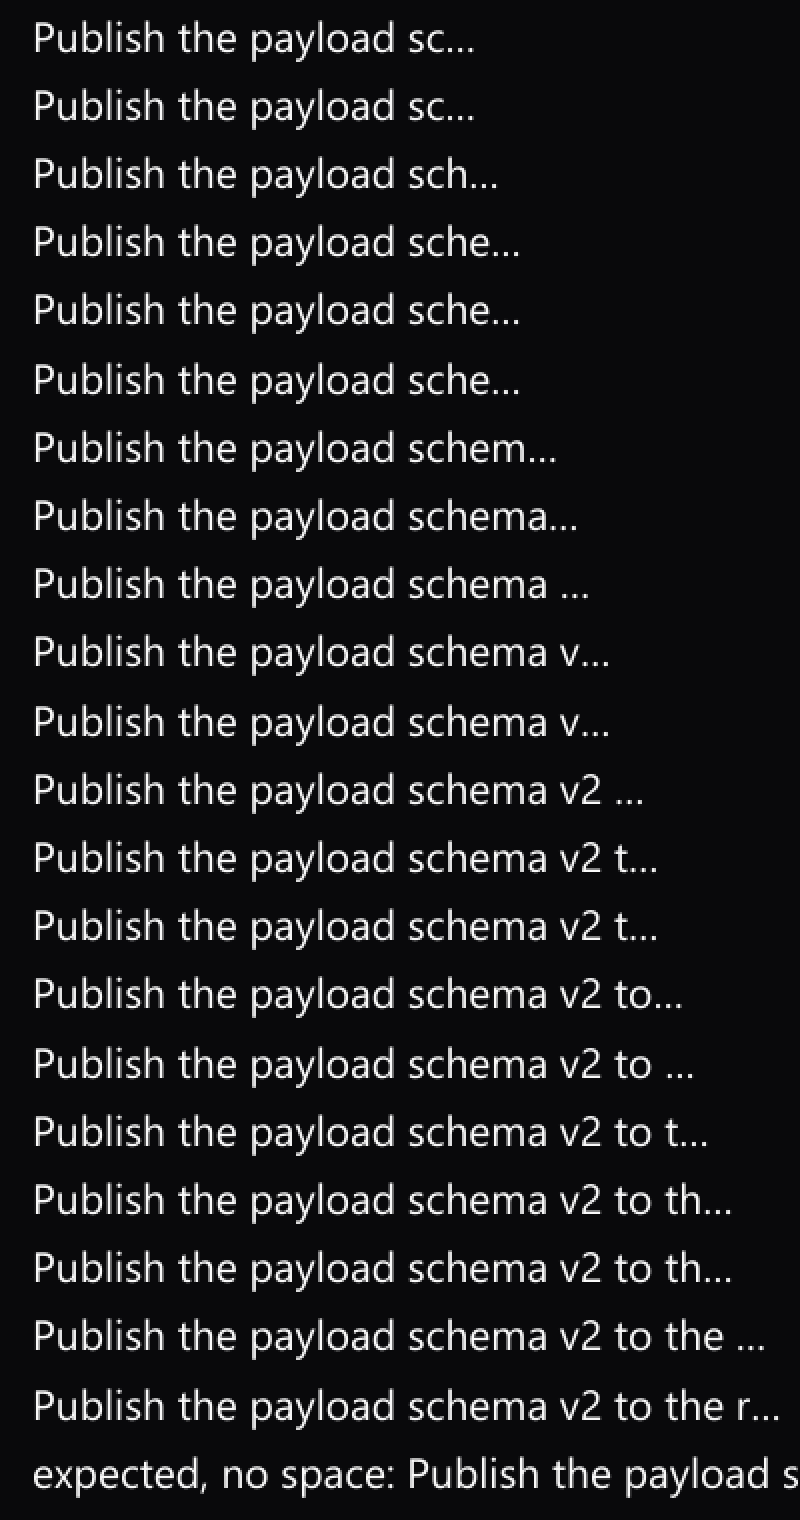 Publish the payload sc...
Publish the payload sc...
Publish the payload sch...
Publish the payload sche...
Publish the payload sche...
Publish the payload sche...
Publish the payload schem...
Publish the payload schema...
Publish the payload schema ...
Publish the payload schema v...
Publish the payload schema v...
Publish the payload schema v2 ...
Publish the payload schema v2 t...
Publish the payload schema v2 t...
Publish the payload schema v2 to...
Publish the payload schema v2 to ...
Publish the payload schema v2 to t...
Publish the payload schema v2 to th...
Publish the payload schema v2 to th...
Publish the payload schema v2 to the ...
Publish the payload schema v2 to the r...
expected, no space: Publish the payload s